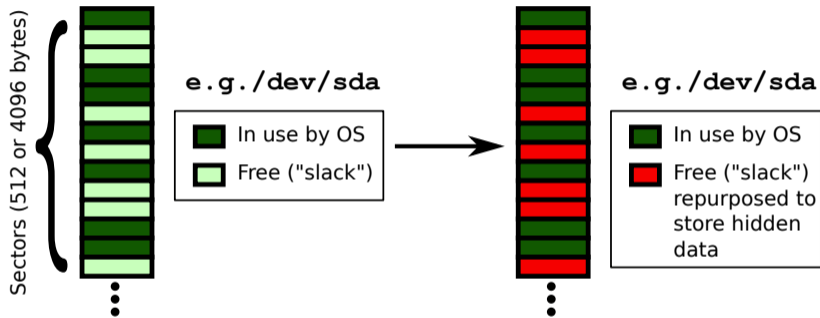 Sectors (512 or 4096 bytes)
e.g./dev/sda
In use by OS
Free ("slack")
e.g./dev/sda
In use by OS
Free ("slack")
repurposed to
store hidden
data